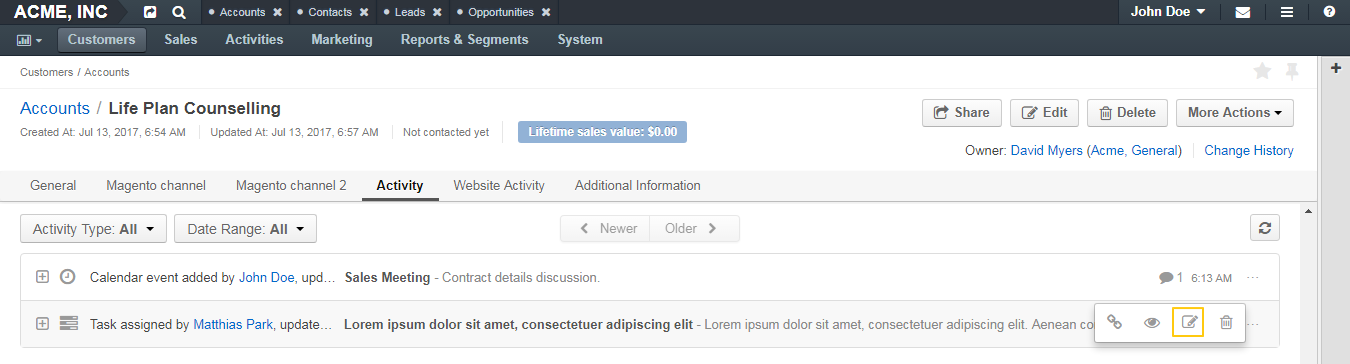 ACME, INC Accounts Contacts Leads Opportunities John Doe
Customers Sales Activities Marketing Reports & Segments System
Customers / Accounts
Accounts / Life Plan Counselling Share Edit Delete More Actions
Created At: Jul 13, 2017, 6:54 AM Updated At: Jul 13, 2017, 6:57 AM Not contacted yet Lifetime sales value: $0.00
Owner: David Myers (Acme, General) Change History
General Magento channel Magento channel 2 Activity Website Activity Additional Information
Activity Type: All Date Range: All Newer Older
Calendar event added by John Doe, upd... Sales Meeting - Contract details discussion. 1 6:13 AM ...
Task assigned by Matthias Park, update... Lorem ipsum dolor sit amet, consectetuer adipiscing elit - Lorem ipsum dolor sit amet, consectetuer adipiscing elit. Aenean co ...